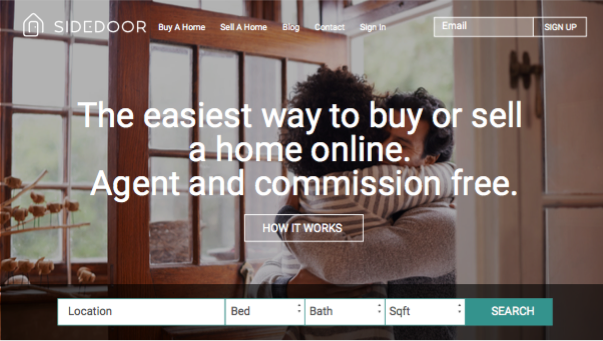 SIDEDOOR Buy A Home Sell A Home Blog Contact Sign In Email SIGN UP
The easiest way to buy or sell
a home online.
Agent and commission free.
HOW IT WORKS
Location Bed Bath Sqft SEARCH